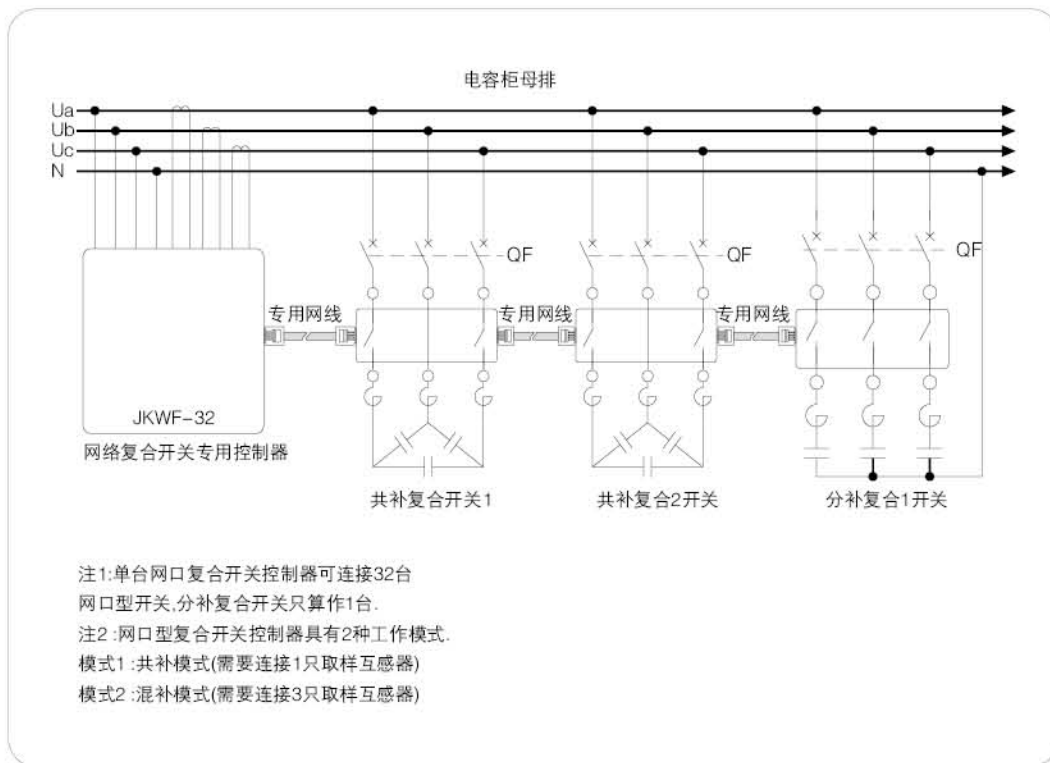 电容柜母排
Ua
Ub
Uc
N
QF
QF
QF
专用网线
专用网线
专用网线
JKWF-32
网络复合开关专用控制器
共补复合开关1
共补复合2开关
分补复合1开关
注1:单台网口复合开关控制器可连接32台
网口型开关,分补复合开关只算作1台.
注2 :网口型复合开关控制器具有2种工作模式.
模式1 :共补模式(需要连接1只取样互感器)
模式2 :混补模式(需要连接3只取样互感器)